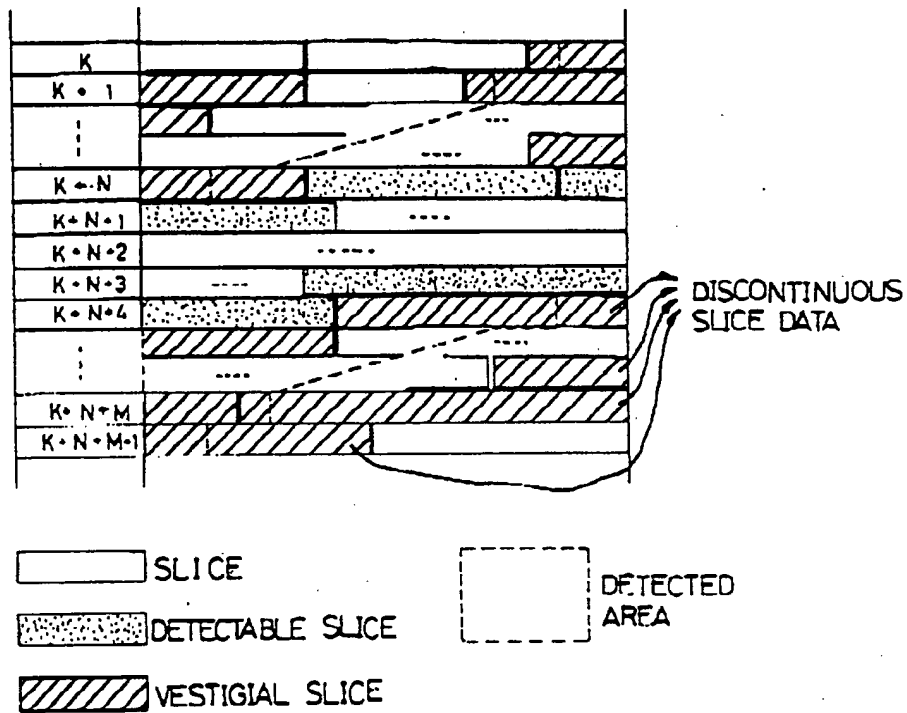 K
K + 1
K + N
K + N + 1
K + N + 2
K + N + 3
K + N + 4
K + N + M
K + N + M + 1
DISCONTINUOUS
SLICE DATA
SLICE
DETECTABLE SLICE
VESTIGIAL SLICE
DETECTED
AREA